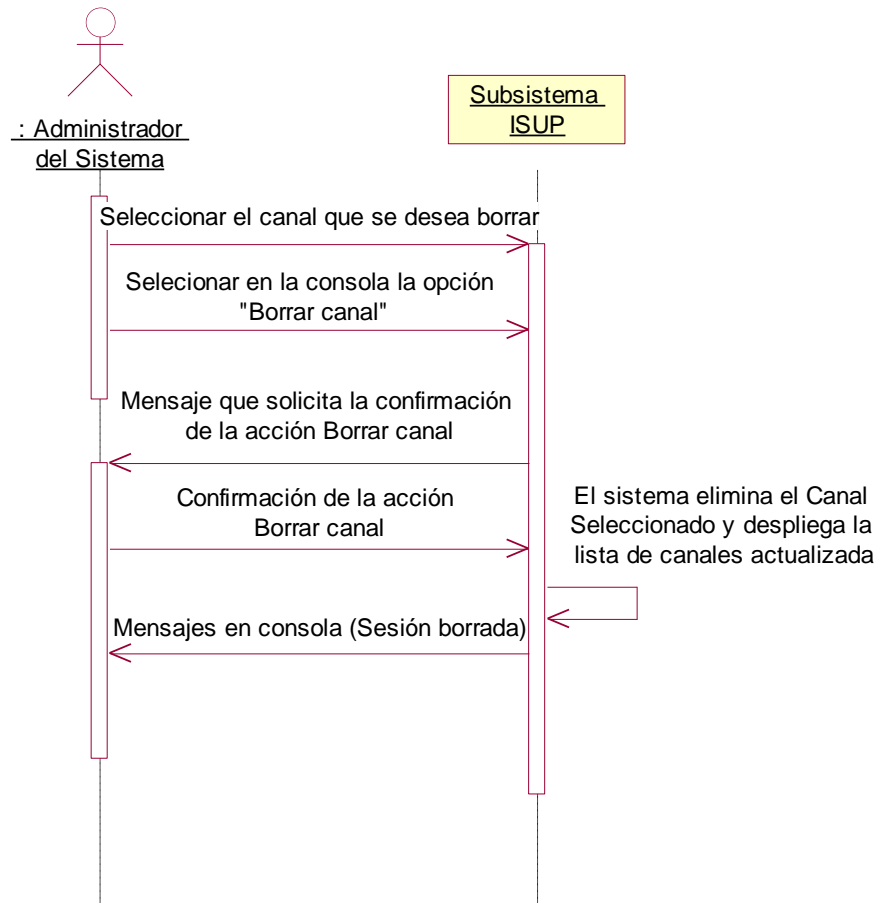 : Administrador
del Sistema
Subsistema
ISUP
Seleccionar el canal que se desea borrar
Selecionar en la consola la opción
"Borrar canal"
Mensaje que solicita la confirmación
de la acción Borrar canal
Confirmación de la acción
Borrar canal
El sistema elimina el Canal
Seleccionado y despliega la
lista de canales actualizada
Mensajes en consola (Sesión borrada)